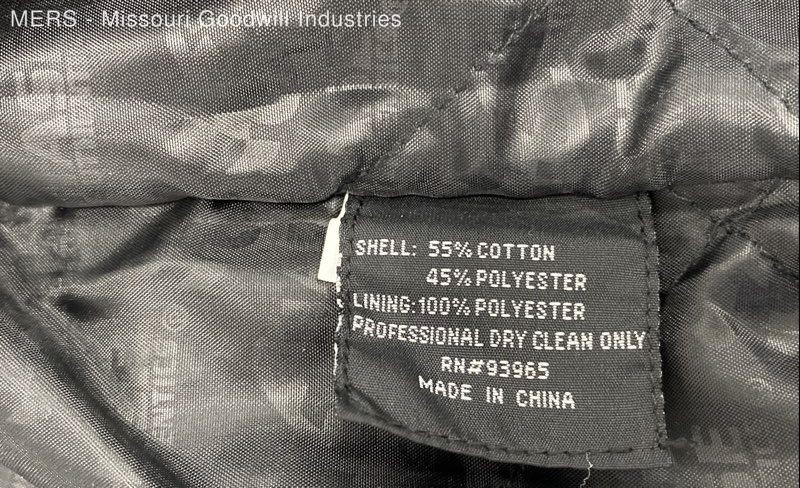 MERS - Missouri Goodwill Industries
SHELL: 55% COTTON
45% POLYESTER
LINING:100% POLYESTER
PROFESSIONAL DRY CLEAN ONLY
RN#93965
MADE IN CHINA